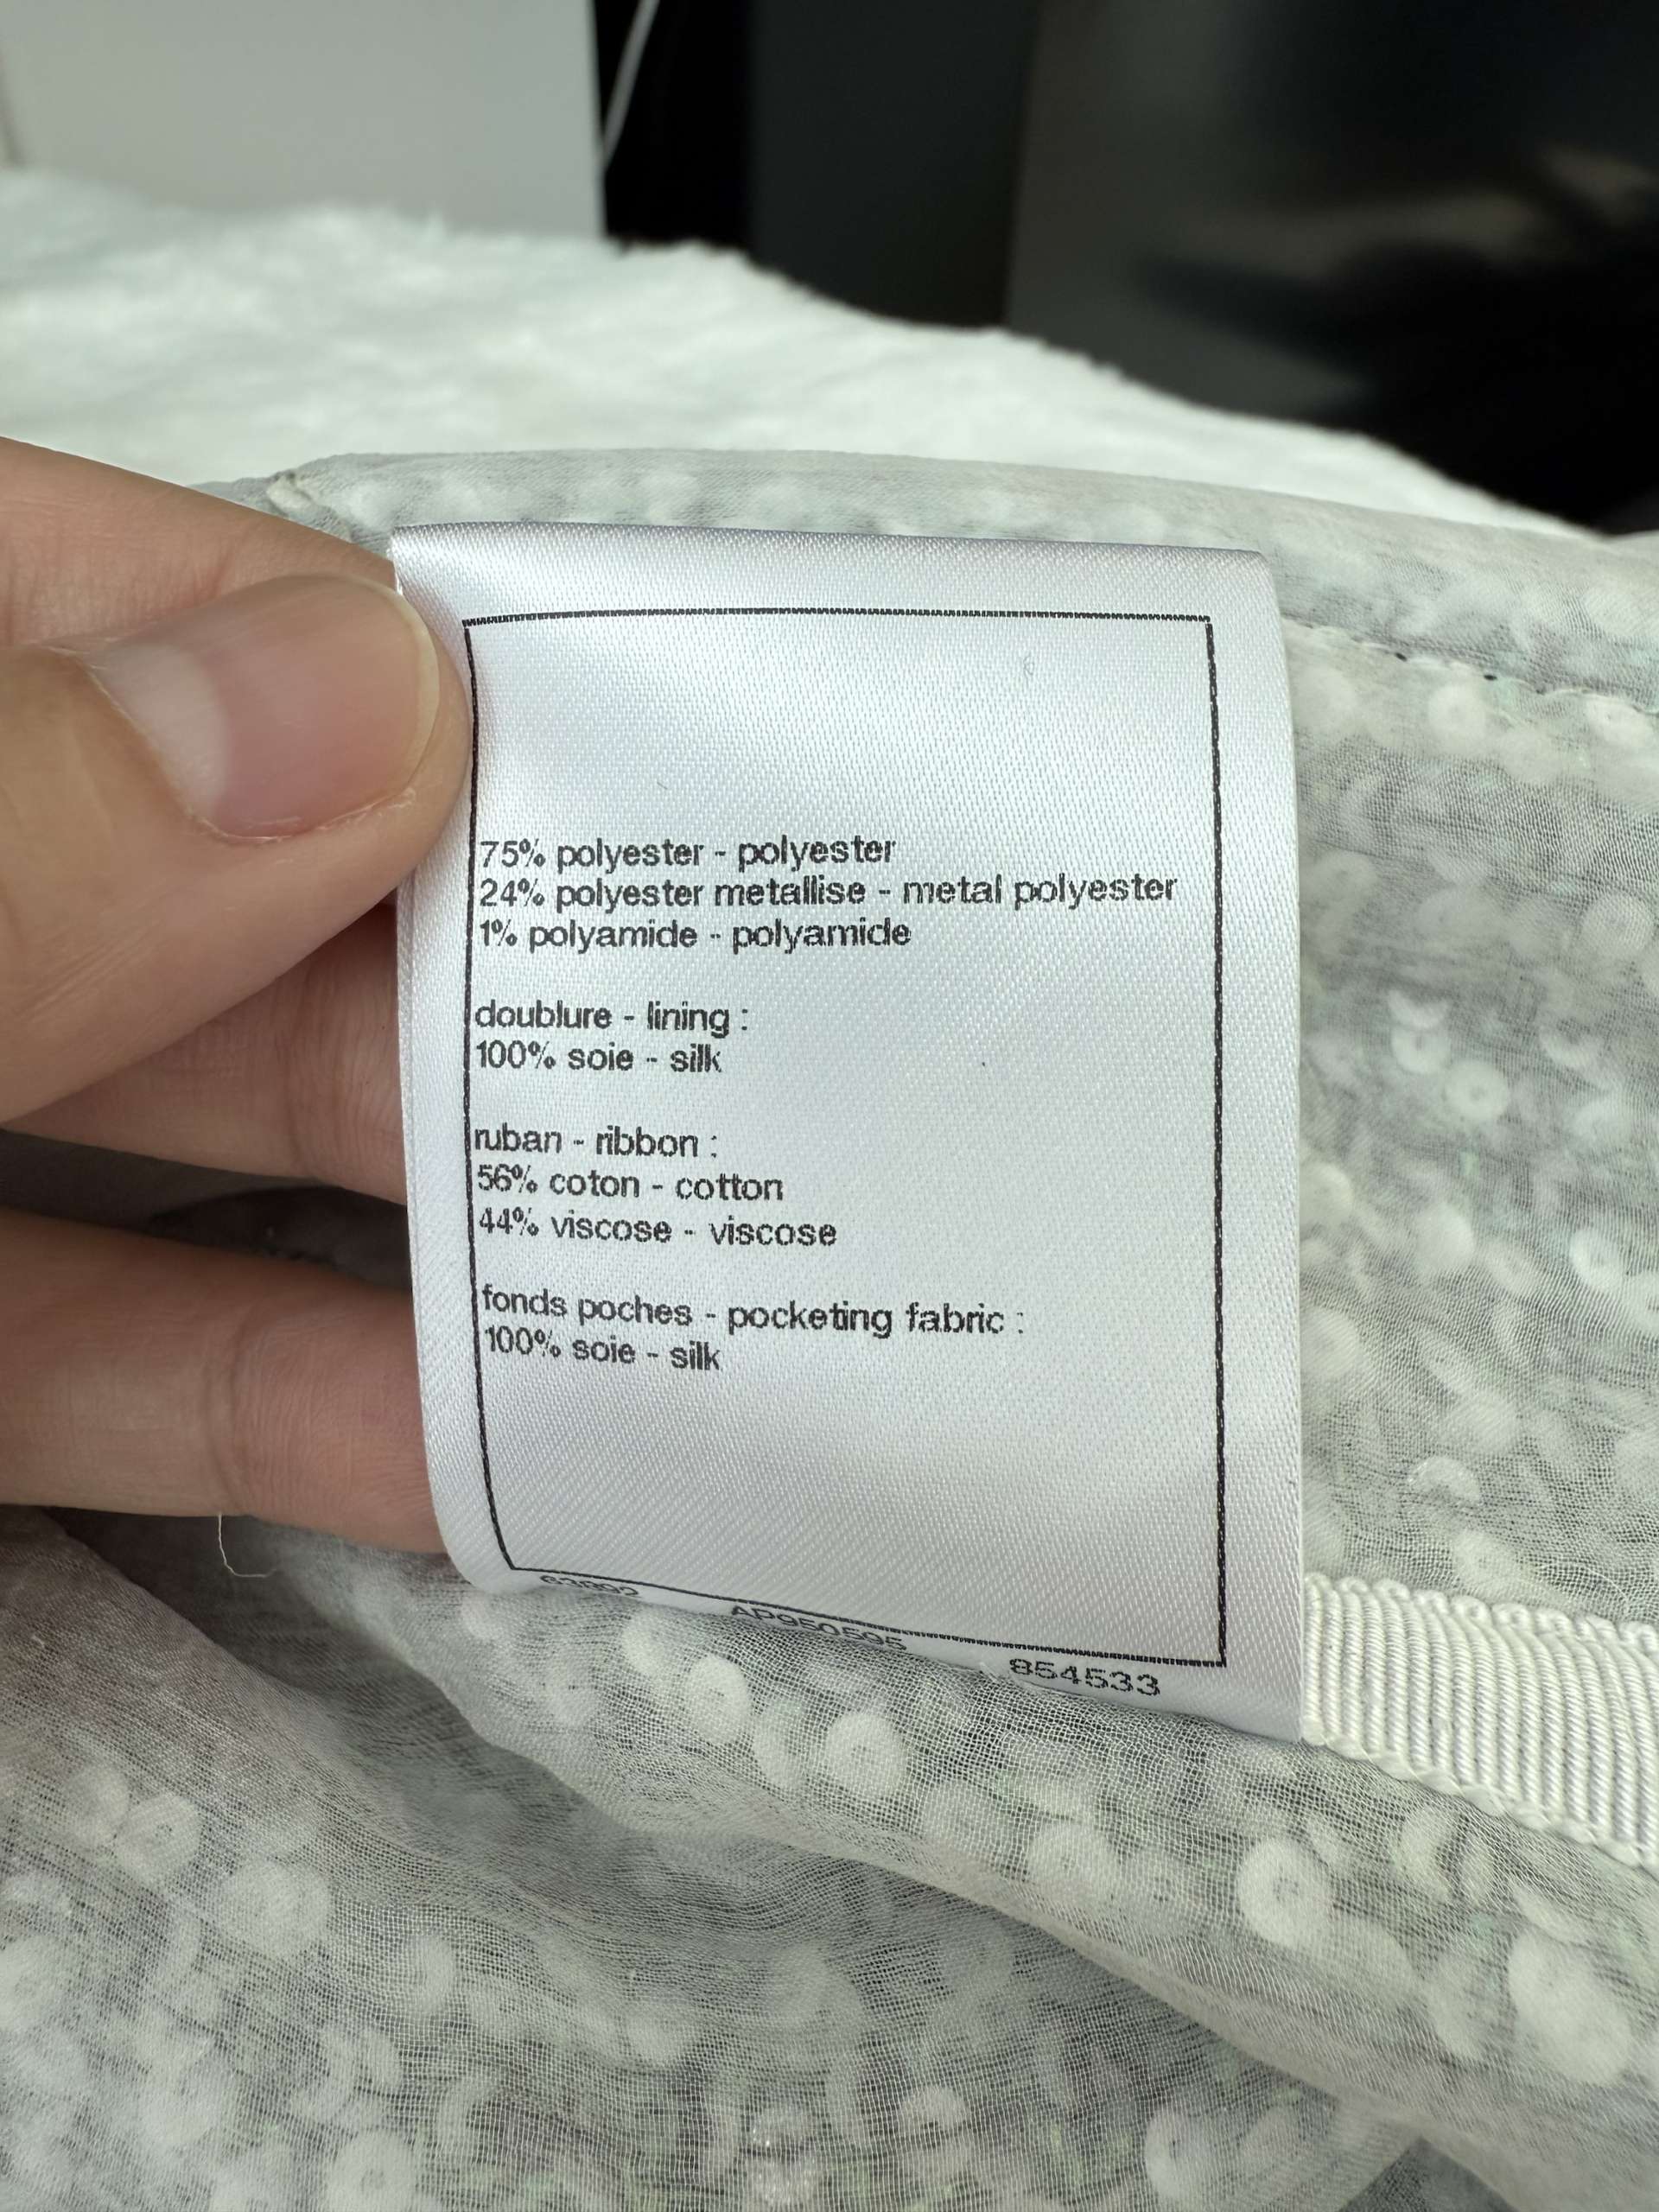 75% polyester - polyester
24% polyester metallise - metal polyester
1% polyamide - polyamide
doublure - lining :
100% soie - silk
ruban - ribbon :
56% coton - cotton
44% viscose - viscose
fonds poches - pocketing fabric :
100% soie - silk
AP950595
854533